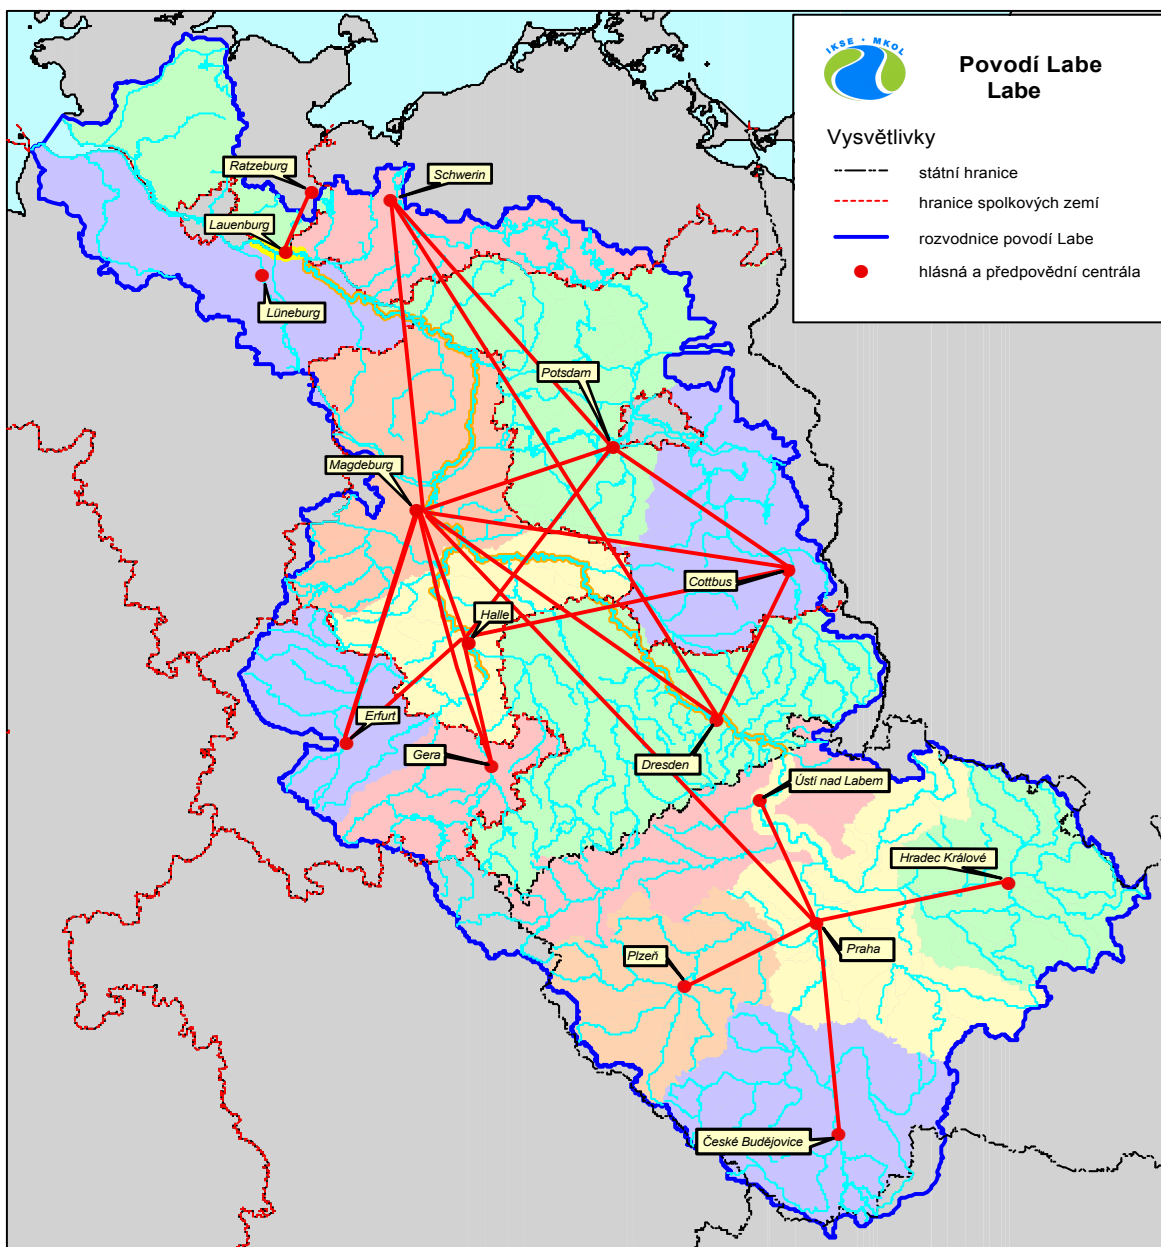 IKSE • MKOL
Povodí Labe
Labe
Vysvětlivky
státní hranice
hranice spolkových zemí
rozvodnice povodí Labe
hlásná a předpovědní centrála
Ratzeburg
Schwerin
Lauenburg
Lüneburg
Potsdam
Magdeburg
Cottbus
Halle
Erfurt
Gera
Dresden
Ústí nad Labem
Hradec Králové
Praha
Plzeň
České Budějovice